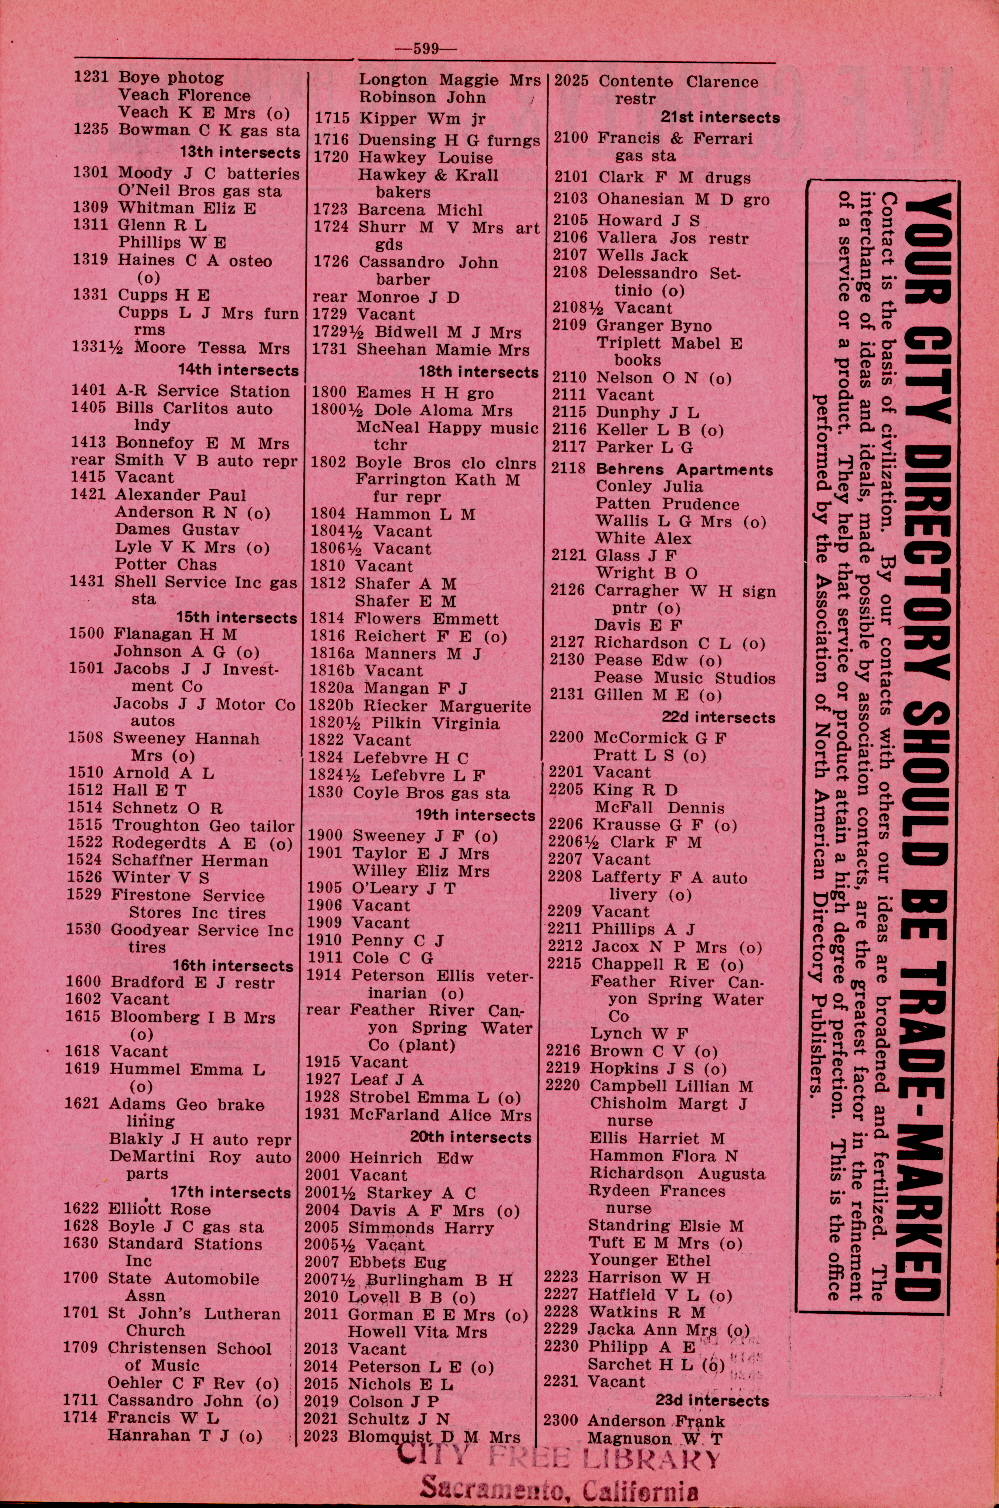 —599—
1231 Boye photog
Veach Florence
Veach K E Mrs (o)
1235 Bowman C K gas sta
13th intersects
1301 Moody J C batteries
O'Neil Bros gas sta
1309 Whitman Eliz E
1311 Glenn R L
Phillips W E
1319 Haines C A osteo
(o)
1331 Cupps H E
Cupps L J Mrs furn
rms
1331½ Moore Tessa Mrs
14th intersects
1401 A-R Service Station
1405 Bills Carlitos auto
lndy
1413 Bonnefoy E M Mrs
rear Smith V B auto repr
1415 Vacant
1421 Alexander Paul
Anderson R N (o)
Dames Gustav
Lyle V K Mrs (o)
Potter Chas
1431 Shell Service Inc gas
sta
15th intersects
1500 Flanagan H M
Johnson A G (o)
1501 Jacobs J J Invest-
ment Co
Jacobs J J Motor Co
autos
1508 Sweeney Hannah
Mrs (o)
1510 Arnold A L
1512 Hall E T
1514 Schnetz O R
1515 Troughton Geo tailor
1522 Rodegerdts A E (o)
1524 Schaffner Herman
1526 Winter V S
1529 Firestone Service
Stores Inc tires
1530 Goodyear Service Inc
tires
16th intersects
1600 Bradford E J restr
1602 Vacant
1615 Bloomberg I B Mrs
(o)
1618 Vacant
1619 Hummel Emma L
(o)
1621 Adams Geo brake
lining
Blakly J H auto repr
DeMartini Roy auto
parts
17th intersects
1622 Elliott Rose
1628 Boyle J C gas sta
1630 Standard Stations
Inc
1700 State Automobile
Assn
1701 St John's Lutheran
Church
1709 Christensen School
of Music
Oehler C F Rev (o)
1711 Cassandro John (o)
1714 Francis W L
Hanrahan T J (o)
Longton Maggie Mrs
Robinson John
1715 Kipper Wm jr
1716 Duensing H G furngs
1720 Hawkey Louise
Hawkey & Krall
bakers
1723 Barcena Michl
1724 Shurr M V Mrs art
gds
1726 Cassandro John
barber
rear Monroe J D
1729 Vacant
1729½ Bidwell M J Mrs
1731 Sheehan Mamie Mrs
18th intersects
1800 Eames H H gro
1800½ Dole Aloma Mrs
McNeal Happy music
tchr
1802 Boyle Bros clo clnrs
Farrington Kath M
fur repr
1804 Hammon L M
1804½ Vacant
1806½ Vacant
1810 Vacant
1812 Shafer A M
Shafer E M
1814 Flowers Emmett
1816 Reichert F E (o)
1816a Manners M J
1816b Vacant
1820a Mangan F J
1820b Riecker Marguerite
1820½ Pilkin Virginia
1822 Vacant
1824 Lefebvre H C
1824½ Lefebvre L F
1830 Coyle Bros gas sta
19th intersects
1900 Sweeney J F (o)
1901 Taylor E J Mrs
Willey Eliz Mrs
1905 O'Leary J T
1906 Vacant
1909 Vacant
1910 Penny C J
1911 Cole C G
1914 Peterson Ellis veter-
inarian (o)
rear Feather River Can-
yon Spring Water
Co (plant)
1915 Vacant
1927 Leaf J A
1928 Strobel Emma L (o)
1931 McFarland Alice Mrs
20th intersects
2000 Heinrich Edw
2001 Vacant
2001½ Starkey A C
2004 Davis A F Mrs (o)
2005 Simmonds Harry
2005½ Vacant
2007 Ebbets Eug
2007½ Burlingham B H
2010 Lovell B B (o)
2011 Gorman E E Mrs (o)
Howell Vita Mrs
2013 Vacant
2014 Peterson L E (o)
2015 Nichols E L
2019 Colson J P
2021 Schultz J N
2023 Blomquist D M Mrs
2025 Contente Clarence
restr
21st intersects
2100 Francis & Ferrari
gas sta
2101 Clark F M drugs
2103 Ohanesian M D gro
2105 Howard J S
2106 Vallera Jos restr
2107 Wells Jack
2108 Delessandro Set-
tinio (o)
2108½ Vacant
2109 Granger Byno
Triplett Mabel E
books
2110 Nelson O N (o)
2111 Vacant
2115 Dunphy J L
2116 Keller L B (o)
2117 Parker L G
2118 Behrens Apartments
Conley Julia
Patten Prudence
Wallis L G Mrs (o)
White Alex
2121 Glass J F
Wright B O
2126 Carragher W H sign
pntr (o)
Davis E F
2127 Richardson C L (o)
2130 Pease Edw (o)
Pease Music Studios
2131 Gillen M E (o)
22d intersects
2200 McCormick G F
Pratt L S (o)
2201 Vacant
2205 King R D
McFall Dennis
2206 Krausse G F (o)
2206½ Clark F M
2207 Vacant
2208 Lafferty F A auto
livery (o)
2209 Vacant
2211 Phillips A J
2212 Jacox N P Mrs (o)
2215 Chappell R E (o)
Feather River Can-
yon Spring Water
Co
Lynch W F
2216 Brown C V (o)
2219 Hopkins J S (o)
2220 Campbell Lillian M
Chisholm Margt J
nurse
Ellis Harriet M
Hammon Flora N
Richardson Augusta
Rydeen Frances
nurse
Standring Elsie M
Tuft E M Mrs (o)
Younger Ethel
2223 Harrison W H
2227 Hatfield V L (o)
2228 Watkins R M
2229 Jacka Ann Mrs (o)
2230 Philipp A E
Sarchet H L (o)
2231 Vacant
23d intersects
2300 Anderson Frank
Magnuson W T
YOUR CITY DIRECTORY SHOULD BE TRADE-MARKED
Contact is the basis of civilization. By our contacts with others our ideas are broadened and fertilized. The
interchange of ideas and ideals, made possible by association contacts, are the greatest factor in the refinement
of a service or a product. They help that service or product attain a high degree of perfection. This is the office
performed by the Association of North American Directory Publishers.
CITY FREE LIBRARY
Sacramento, California